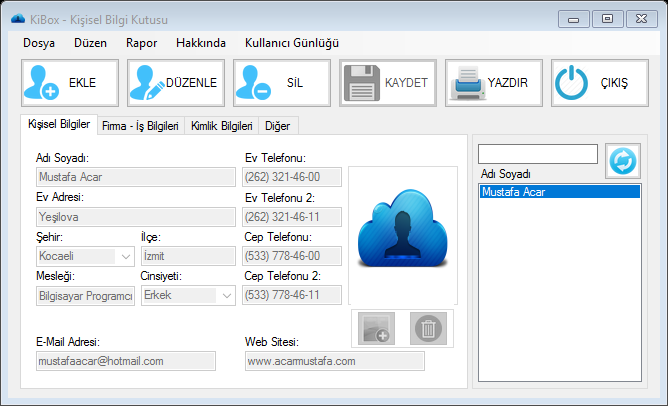 KiBox - Kişisel Bilgi Kutusu
Dosya Düzen Rapor Hakkında Kullanıcı Günlüğü
EKLE DÜZENLE SİL KAYDET YAZDIR ÇIKIŞ
Kişisel Bilgiler Firma - İş Bilgileri Kimlik Bilgileri Diğer
Adı Soyadı: Ev Telefonu:
Mustafa Acar (262) 321-46-00
Ev Adresi: Ev Telefonu 2:
Yeşilova (262) 321-46-11
Şehir: İlçe: Cep Telefonu:
Kocaeli İzmit (533) 778-46-00
Mesleği: Cinsiyeti: Cep Telefonu 2:
Bilgisayar Programcı Erkek (533) 778-46-11
E-Mail Adresi: Web Sitesi:
mustafaacar@hotmail.com www.acarmustafa.com
Adı Soyadı
Mustafa Acar